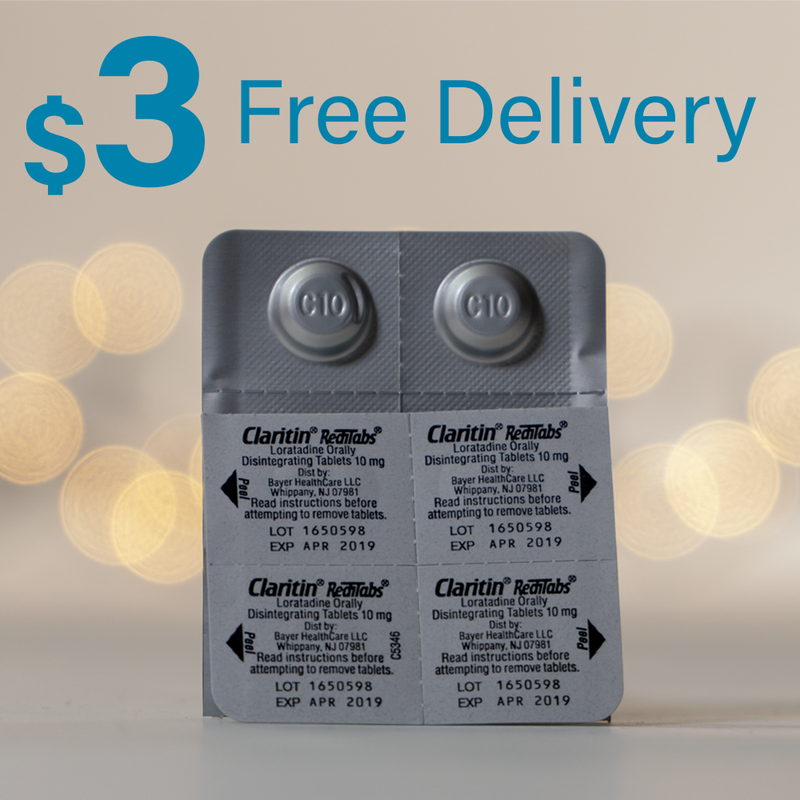 $3 Free Delivery
C10 C10
Claritin® RediTabs®
Loratadine Orally
Disintegrating Tablets 10 mg
Dist by:
Bayer HealthCare LLC
Whippany, NJ 07981
Peel
Read instructions before
attempting to remove tablets.
LOT 1650598
EXP APR 2019
Claritin® RediTabs®
Loratadine Orally
Disintegrating Tablets 10 mg
Dist by:
Bayer HealthCare LLC
Whippany, NJ 07981
Peel
Read instructions before
attempting to remove tablets.
LOT 1650598
EXP APR 2019
Claritin® RediTabs®
Loratadine Orally
Disintegrating Tablets 10 mg
Dist by:
Bayer HealthCare LLC
Whippany, NJ 07981
Peel
Read instructions before
attempting to remove tablets.
C5346
LOT 1650598
EXP APR 2019
Claritin® RediTabs®
Loratadine Orally
Disintegrating Tablets 10 mg
Dist by:
Bayer HealthCare LLC
Whippany, NJ 07981
Peel
Read instructions before
attempting to remove tablets.
LOT 1650598
EXP APR 2019